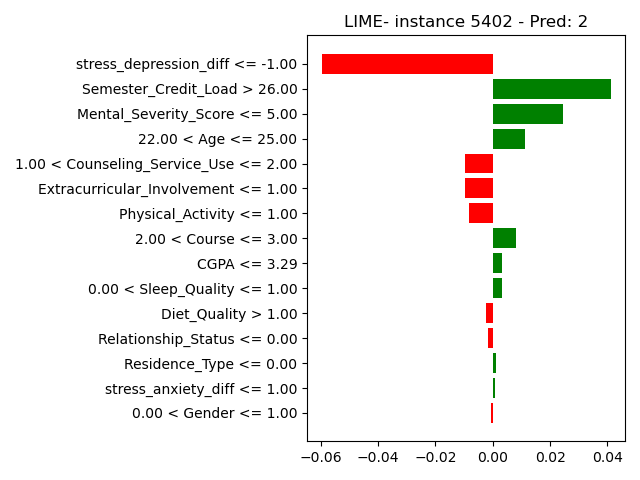 LIME- instance 5402 - Pred: 2
stress_depression_diff <= -1.00
Semester_Credit_Load > 26.00
Mental_Severity_Score <= 5.00
22.00 < Age <= 25.00
1.00 < Counseling_Service_Use <= 2.00
Extracurricular_Involvement <= 1.00
Physical_Activity <= 1.00
2.00 < Course <= 3.00
CGPA <= 3.29
0.00 < Sleep_Quality <= 1.00
Diet_Quality > 1.00
Relationship_Status <= 0.00
Residence_Type <= 0.00
stress_anxiety_diff <= 1.00
0.00 < Gender <= 1.00
−0.06 −0.04 −0.02 0.00 0.02 0.04